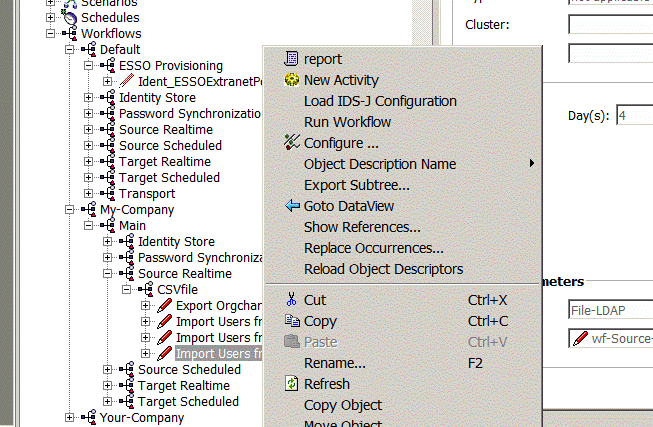 Scenarios
Schedules
Workflows
Default
ESSO Provisioning
Ident_ESSOExtranetPo
Identity Store
Password Synchronizatio
Source Realtime
Source Scheduled
Target Realtime
Target Scheduled
Transport
My-Company
Main
Identity Store
Password Synchroniza
Source Realtime
CSVfile
Export Orgchar
Import Users fr
Import Users fr
Import Users fr
Source Scheduled
Target Realtime
Target Scheduled
Your-Company
report
New Activity
Load IDS-J Configuration
Run Workflow
Configure ...
Object Description Name
Export Subtree...
Goto DataView
Show References...
Replace Occurrences...
Reload Object Descriptors
Cut Ctrl+X
Copy Ctrl+C
Paste Ctrl+V
Rename... F2
Refresh
Copy Object
Move Object
Cluster:
Day(s): 4
meters
File-LDAP
wf-Source-